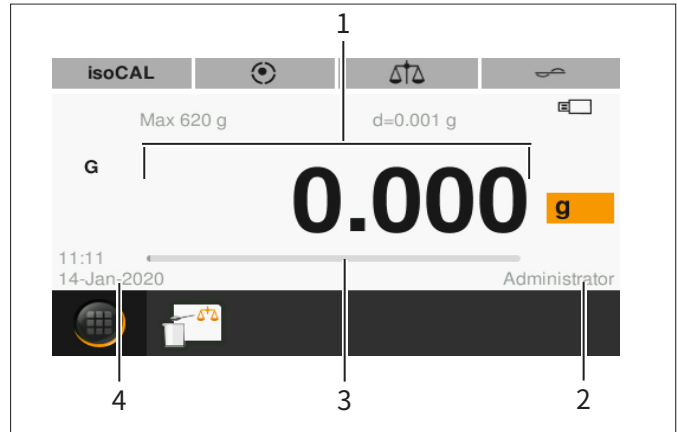 1
isoCAL
Max 620 g d=0.001 g
G
0.000 g
11:11
14-Jan-2020 Administrator
4 3 2